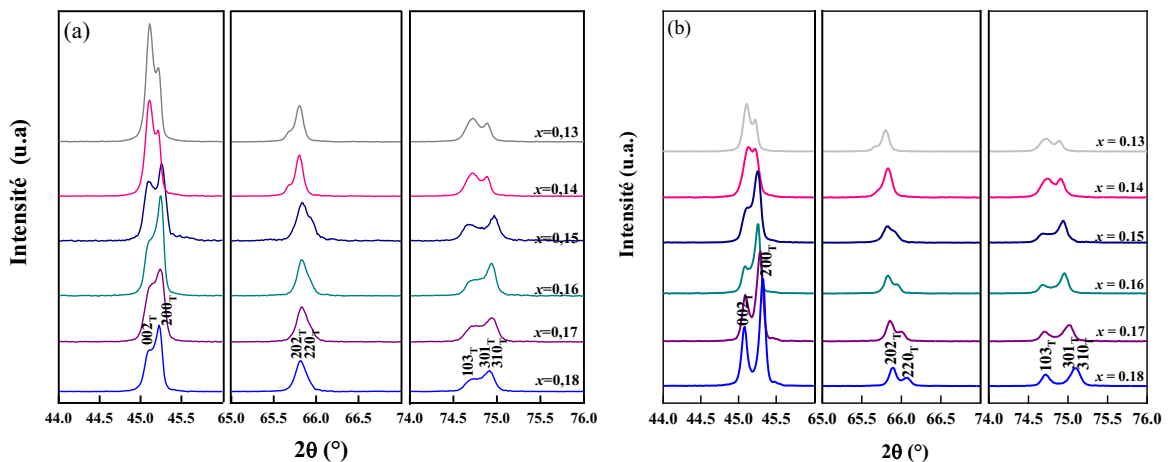 (a)
Intensité (u.a)
x=0,13
x=0,14
x=0,15
x=0,16
x=0,17
x=0,18
002T
200T
202T
220T
103T
301T
310T
44.0 44.5 45.0 45.5 65.0 65.5 66.0 66.5 74.0 74.5 75.0 75.5 76.0
2θ (°)
(b)
Intensité (u.a.)
x = 0.13
x = 0.14
x = 0.15
x = 0.16
x = 0.17
x = 0.18
002T
200T
202T
220T
103T
301T
310T
44.0 44.5 45.0 45.5 65.0 65.5 66.0 66.5 74.0 74.5 75.0 75.5 76.0
2θ (°)